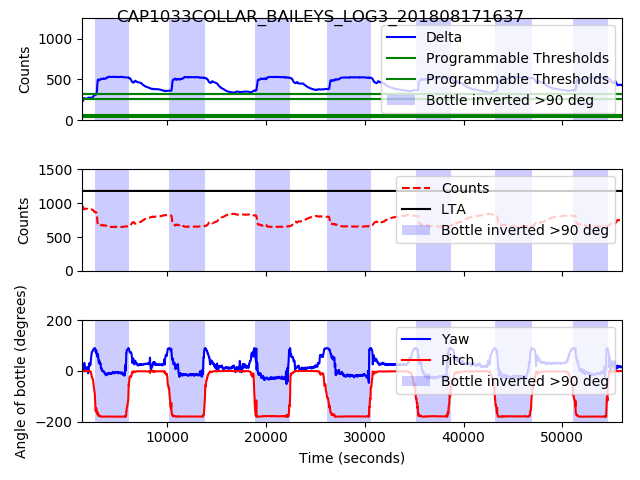 CAP1033COLLAR_BAILEYS_LOG3_201808171637
Counts
1000
500
0
Delta
Programmable Thresholds
Programmable Thresholds
Bottle inverted >90 deg
Counts
1500
1000
500
0
Counts
LTA
Bottle inverted >90 deg
Angle of bottle (degrees)
200
0
−200
Yaw
Pitch
Bottle inverted >90 deg
10000 20000 30000 40000 50000
Time (seconds)